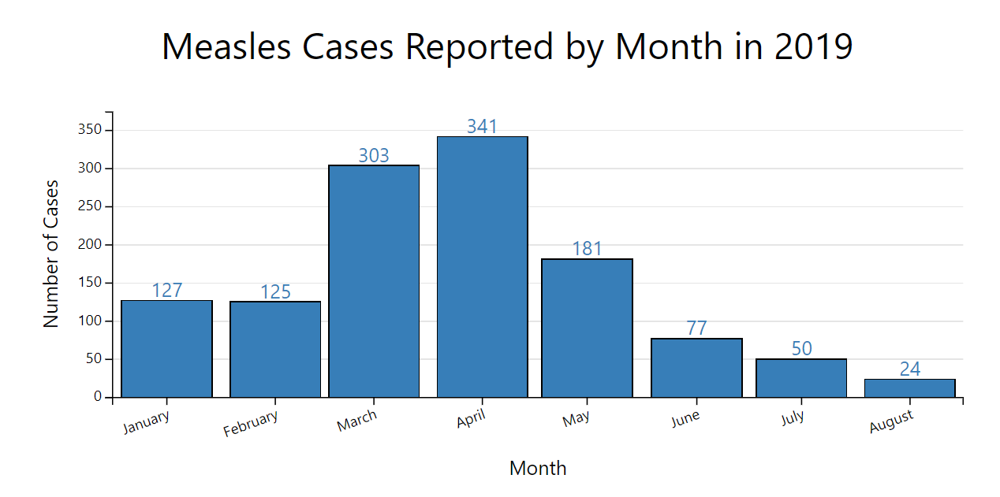 Measles Cases Reported by Month in 2019
Number of Cases
350
300
250
200
150
100
50
0
127
125
303
341
181
77
50
24
January
February
March
April
May
June
July
August
Month